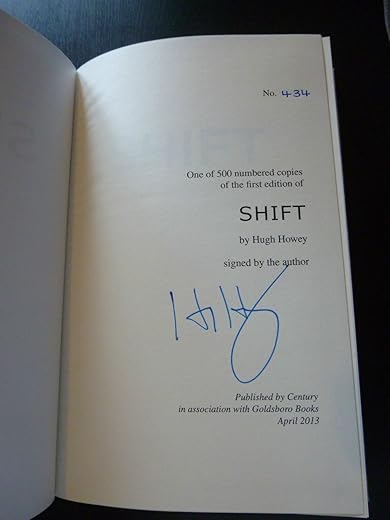 No. 434
One of 500 numbered copies
of the first edition of
SHIFT
by Hugh Howey
signed by the author
Published by Century
in association with Goldsboro Books
April 2013